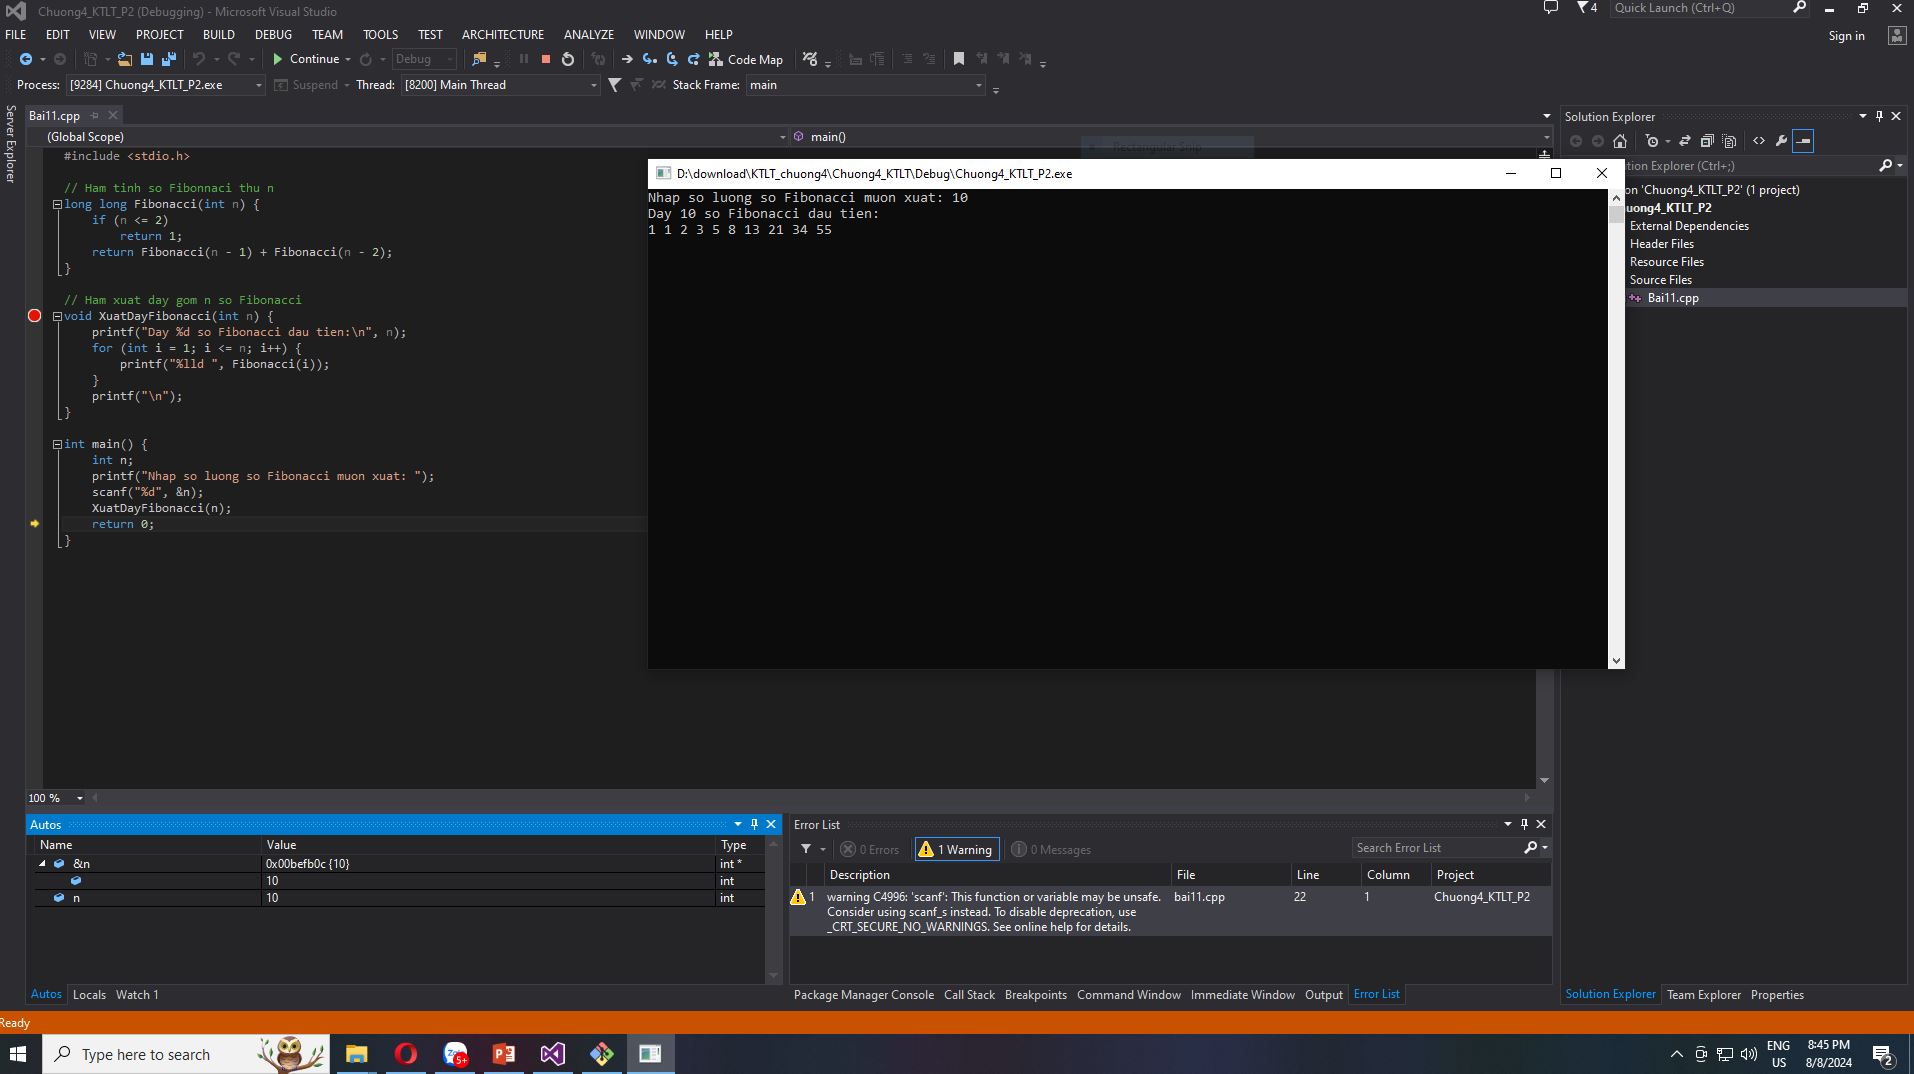 Chuong4_KTLT_P2 (Debugging) - Microsoft Visual Studio
4
Quick Launch (Ctrl+Q)
FILE EDIT VIEW PROJECT BUILD DEBUG TEAM TOOLS TEST ARCHITECTURE ANALYZE WINDOW HELP
Sign in
Continue Debug Code Map
Process: [9284] Chuong4_KTLT_P2.exe Suspend Thread: [8200] Main Thread Stack Frame: main
Server Explorer
Bai11.cpp
(Global Scope) main()
Rectangular Snip
#include <stdio.h>
// Ham tinh so Fibonnaci thu n
long long Fibonacci(int n) {
if (n <= 2)
return 1;
return Fibonacci(n - 1) + Fibonacci(n - 2);
}
// Ham xuat day gom n so Fibonacci
void XuatDayFibonacci(int n) {
printf("Day %d so Fibonacci dau tien:\n", n);
for (int i = 1; i <= n; i++) {
printf("%lld ", Fibonacci(i));
}
printf("\n");
}
int main() {
int n;
printf("Nhap so luong so Fibonacci muon xuat: ");
scanf("%d", &n);
XuatDayFibonacci(n);
return 0;
}
100 %
D:\download\KTLT_chuong4\Chuong4_KTLT\Debug\Chuong4_KTLT_P2.exe
Nhap so luong so Fibonacci muon xuat: 10
Day 10 so Fibonacci dau tien:
1 1 2 3 5 8 13 21 34 55
Solution Explorer
tion Explorer (Ctrl+;)
on 'Chuong4_KTLT_P2' (1 project)
uong4_KTLT_P2
External Dependencies
Header Files
Resource Files
Source Files
Bai11.cpp
Autos
Name Value Type
&n 0x00befb0c {10} int *
10 int
n 10 int
Autos Locals Watch 1
Error List
0 Errors 1 Warning 0 Messages
Search Error List
Description File Line Column Project
1 warning C4996: 'scanf': This function or variable may be unsafe. bai11.cpp 22 1 Chuong4_KTLT_P2
Consider using scanf_s instead. To disable deprecation, use
_CRT_SECURE_NO_WARNINGS. See online help for details.
Package Manager Console Call Stack Breakpoints Command Window Immediate Window Output Error List
Solution Explorer Team Explorer Properties
Ready
Type here to search
5+
ENG
US
8:45 PM
8/8/2024
2